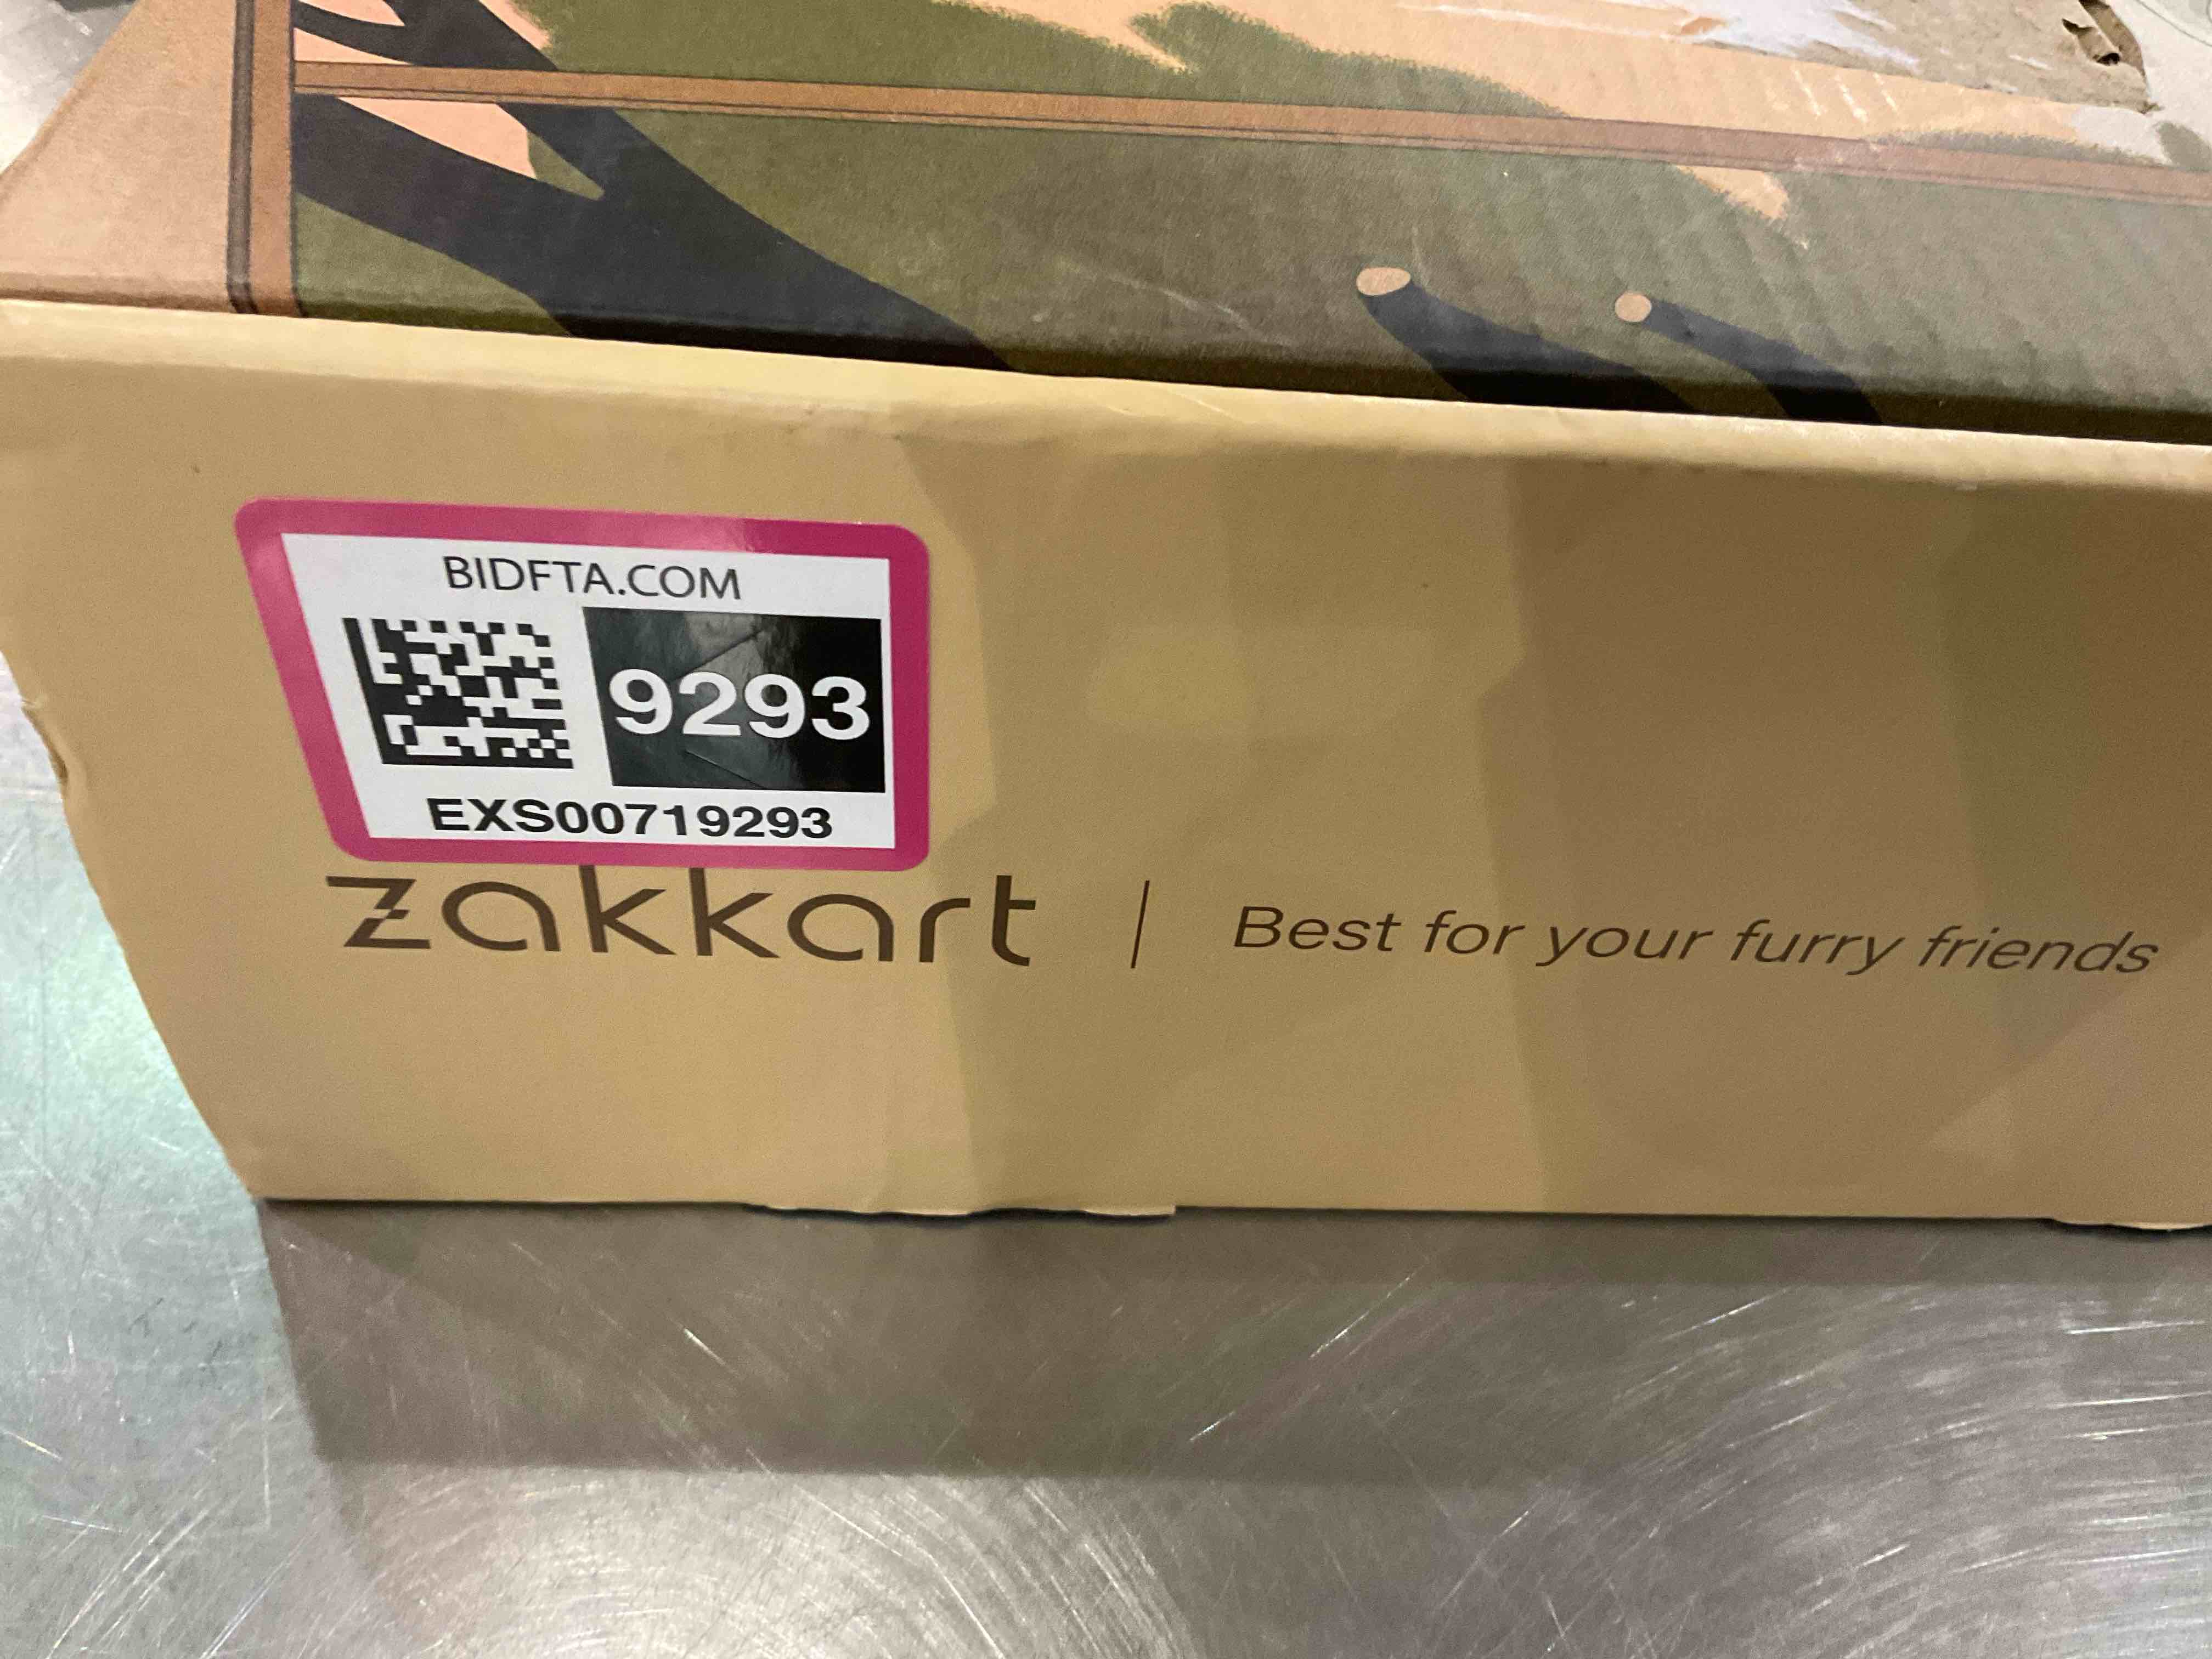 BIDFTA.COM
9293
EXS00719293
zakkart | Best for your furry friends